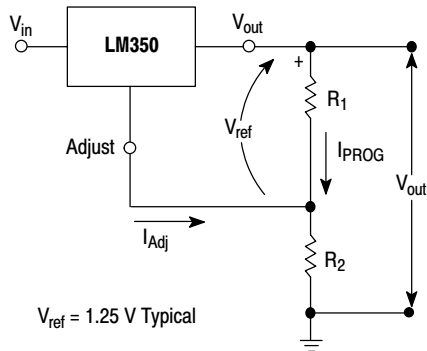 V_in
LM350
V_out
+
R_1
V_ref
Adjust
I_PROG
V_out
I_Adj
R_2
V_ref = 1.25 V Typical